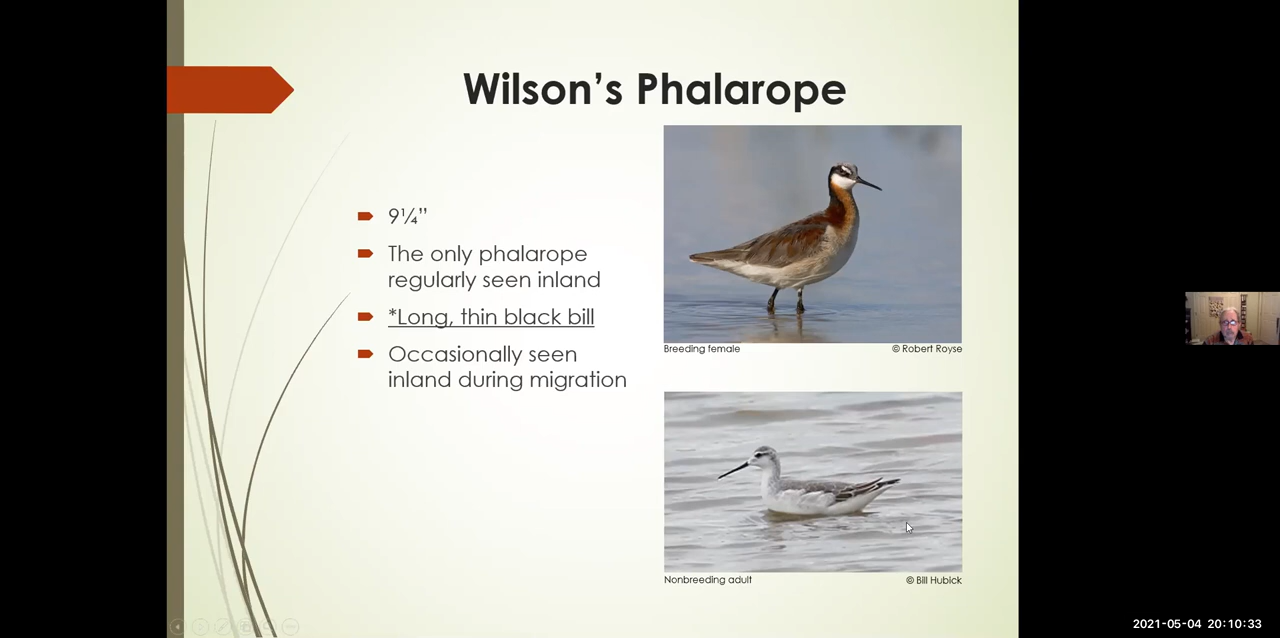 Wilson's Phalarope
9¼”
The only phalarope
regularly seen inland
*Long, thin black bill
Occasionally seen
inland during migration
Breeding female
© Robert Royse
Nonbreeding adult
© Bill Hubick
2021-05-04 20:10:33